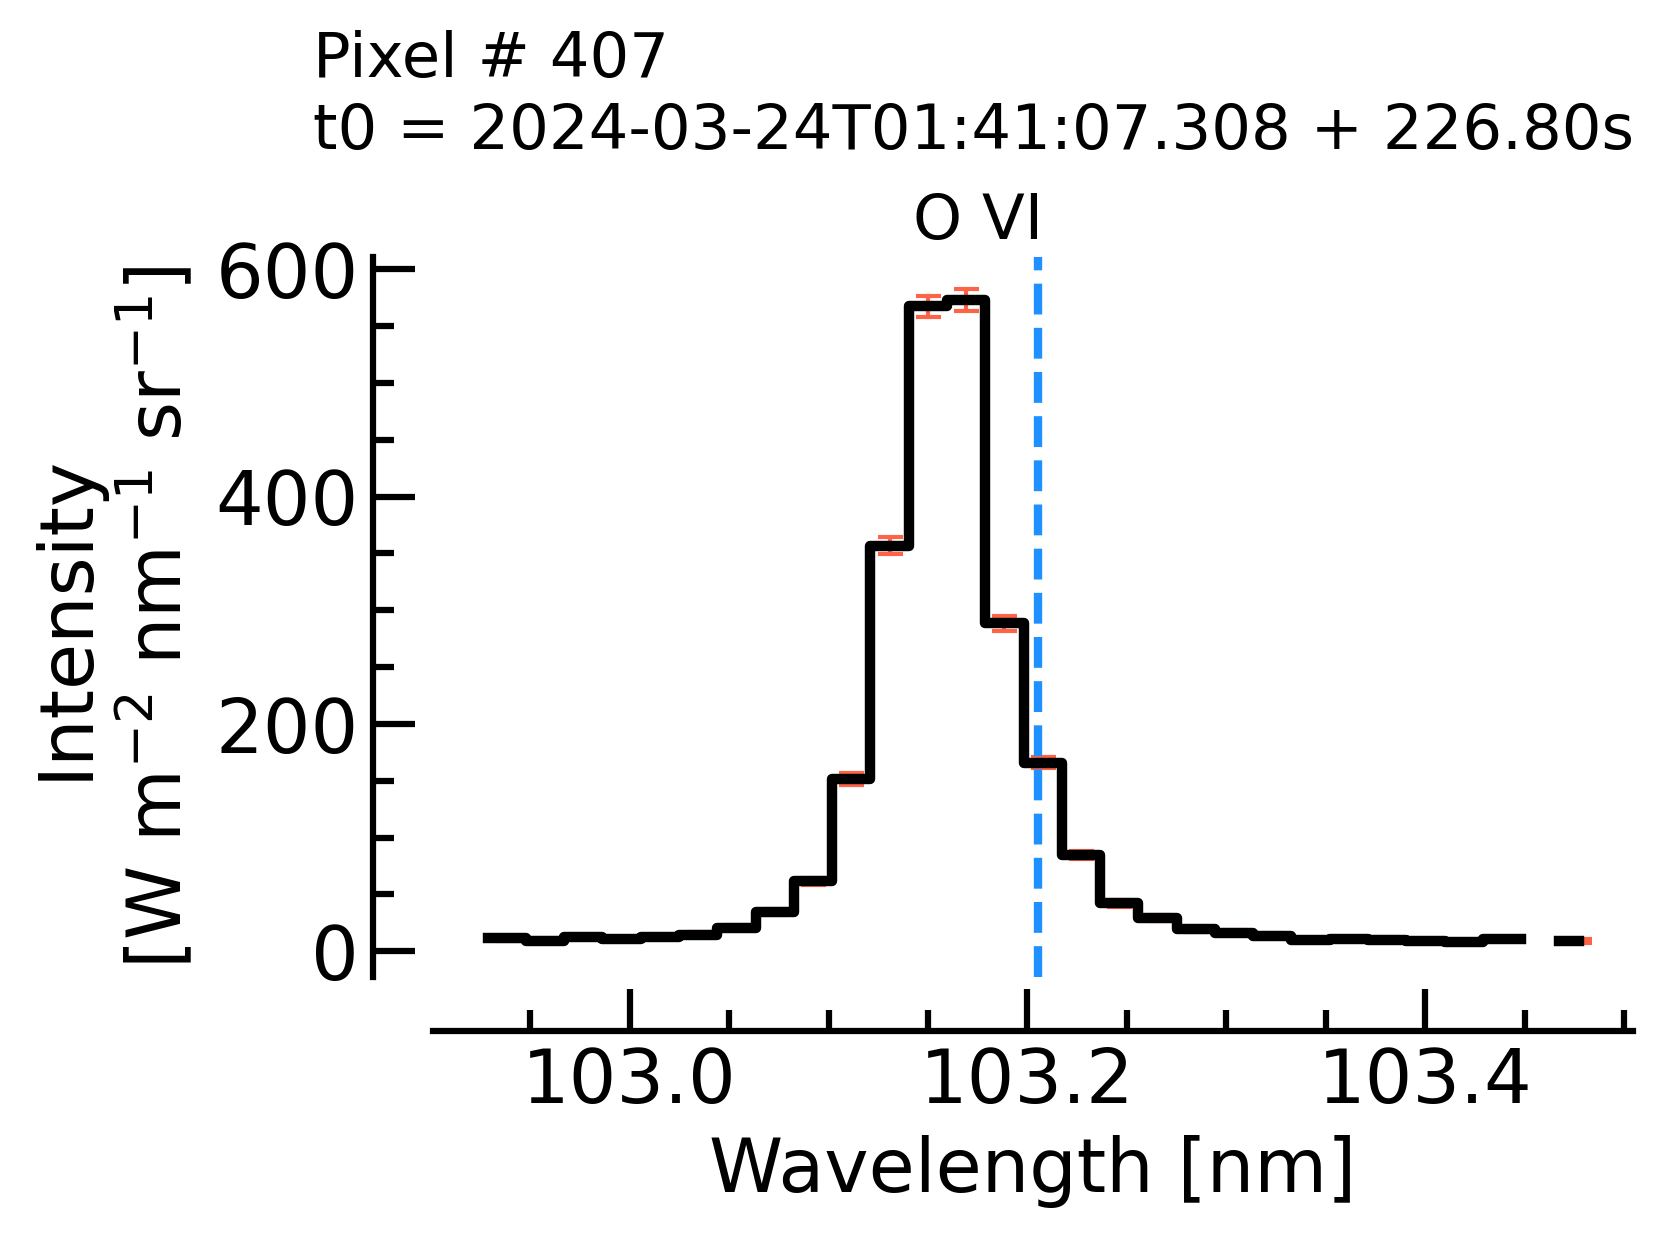 Pixel # 407
t0 = 2024-03-24T01:41:07.308 + 226.80s
O VI
Intensity
[W m⁻² nm⁻¹ sr⁻¹]
600
400
200
0
103.0 103.2 103.4
Wavelength [nm]